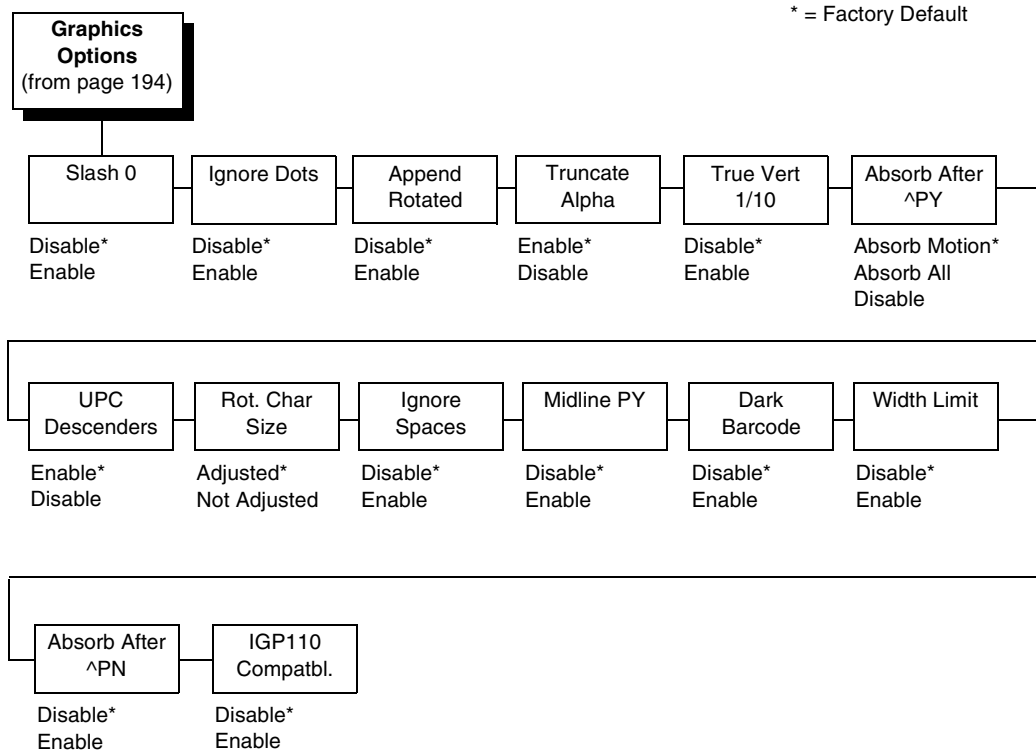 * = Factory Default
Graphics
Options
(from page 194)
Slash 0
Ignore Dots
Append
Rotated
Truncate
Alpha
True Vert
1/10
Absorb After
^PY
Disable*
Enable
Disable*
Enable
Disable*
Enable
Enable*
Disable
Disable*
Enable
Absorb Motion*
Absorb All
Disable
UPC
Descenders
Rot. Char
Size
Ignore
Spaces
Midline PY
Dark
Barcode
Width Limit
Enable*
Disable
Adjusted*
Not Adjusted
Disable*
Enable
Disable*
Enable
Disable*
Enable
Disable*
Enable
Absorb After
^PN
IGP110
Compatbl.
Disable*
Enable
Disable*
Enable